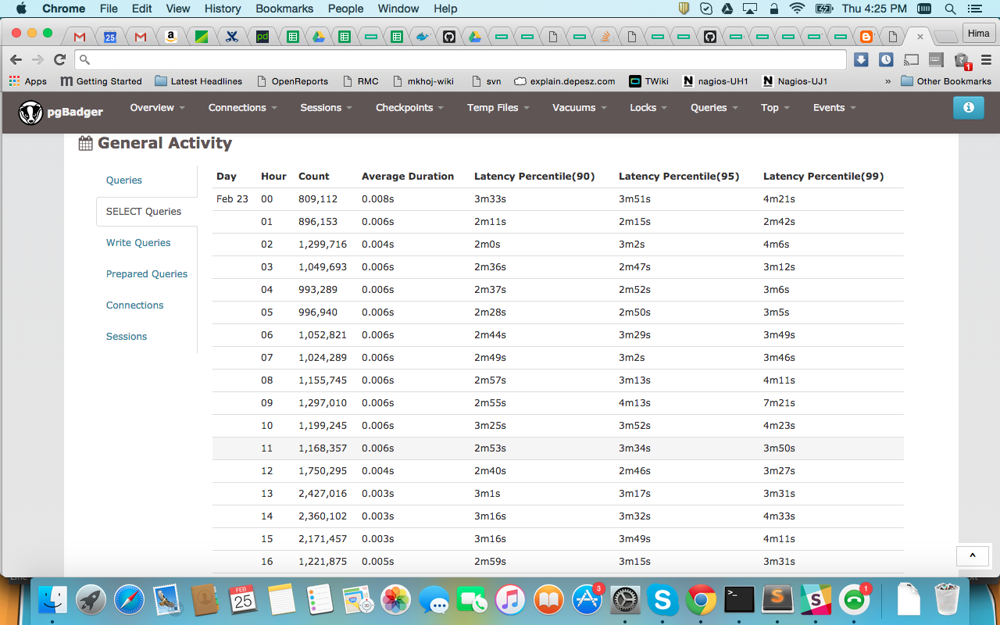 Chrome File Edit View History Bookmarks People Window Help Thu 4:25 PM
25 a pd Hima
1
Apps Getting Started Latest Headlines OpenReports RMC mkhoj-wiki svn explain.depesz.com TWiki N nagios-UH1 N Nagios-UJ1 » Other Bookmarks
pgBadger Overview Connections Sessions Checkpoints Temp Files Vacuums Locks Queries Top Events
General Activity
Queries
SELECT Queries
Write Queries
Prepared Queries
Connections
Sessions
Day Hour Count Average Duration Latency Percentile(90) Latency Percentile(95) Latency Percentile(99)
Feb 23 00 809,112 0.008s 3m33s 3m51s 4m21s
01 896,153 0.006s 2m11s 2m15s 2m42s
02 1,299,716 0.004s 2m0s 3m2s 4m6s
03 1,049,693 0.006s 2m36s 2m47s 3m12s
04 993,289 0.006s 2m37s 2m52s 3m6s
05 996,940 0.006s 2m28s 2m50s 3m5s
06 1,052,821 0.006s 2m44s 3m29s 3m49s
07 1,024,289 0.006s 2m49s 3m2s 3m46s
08 1,155,745 0.006s 2m57s 3m13s 4m11s
09 1,297,010 0.006s 2m55s 4m13s 7m21s
10 1,199,245 0.006s 3m25s 3m52s 4m23s
11 1,168,357 0.006s 2m53s 3m34s 3m50s
12 1,750,295 0.004s 2m40s 2m46s 3m27s
13 2,427,016 0.003s 3m1s 3m17s 3m31s
14 2,360,102 0.003s 3m16s 3m32s 4m33s
15 2,171,457 0.003s 3m16s 3m49s 4m11s
16 1,221,875 0.005s 2m59s 3m15s 3m31s
FEB
25
3D
3
S
S
S
1